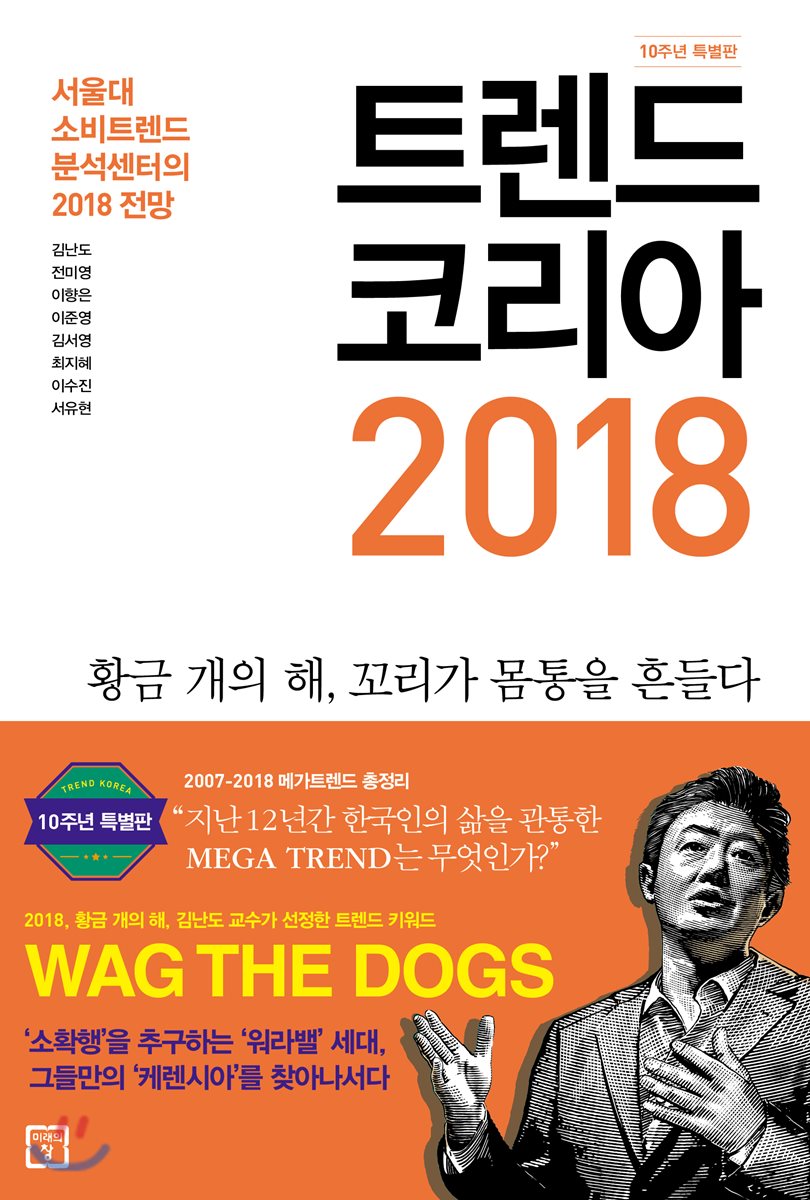 10주년 특별판
서울대
소비트렌드
분석센터의
2018 전망
김난도
전미영
이향은
이준영
김서영
최지혜
이수진
서유현
트렌드
코리아
2018
황금 개의 해, 꼬리가 몸통을 흔들다
TREND KOREA
10주년 특별판
2007-2018 메가트렌드 총정리
“지난 12년간 한국인의 삶을 관통한
MEGA TREND는 무엇인가?”
2018, 황금 개의 해, 김난도 교수가 선정한 트렌드 키워드
WAG THE DOGS
‘소확행’을 추구하는 ‘워라밸’ 세대,
그들만의 ‘케렌시아’를 찾아나서다
미래의
창